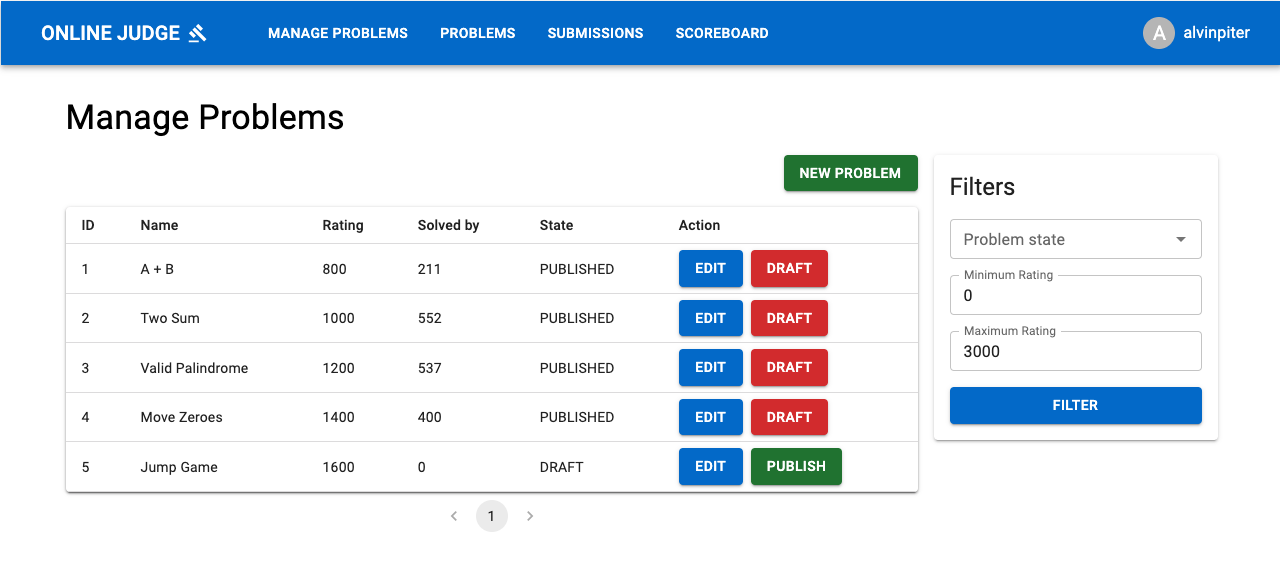 ONLINE JUDGE MANAGE PROBLEMS PROBLEMS SUBMISSIONS SCOREBOARD A alvinpiter
Manage Problems
NEW PROBLEM
ID Name Rating Solved by State Action
1 A + B 800 211 PUBLISHED EDIT DRAFT
2 Two Sum 1000 552 PUBLISHED EDIT DRAFT
3 Valid Palindrome 1200 537 PUBLISHED EDIT DRAFT
4 Move Zeroes 1400 400 PUBLISHED EDIT DRAFT
5 Jump Game 1600 0 DRAFT EDIT PUBLISH
1
Filters
Problem state
Minimum Rating
0
Maximum Rating
3000
FILTER